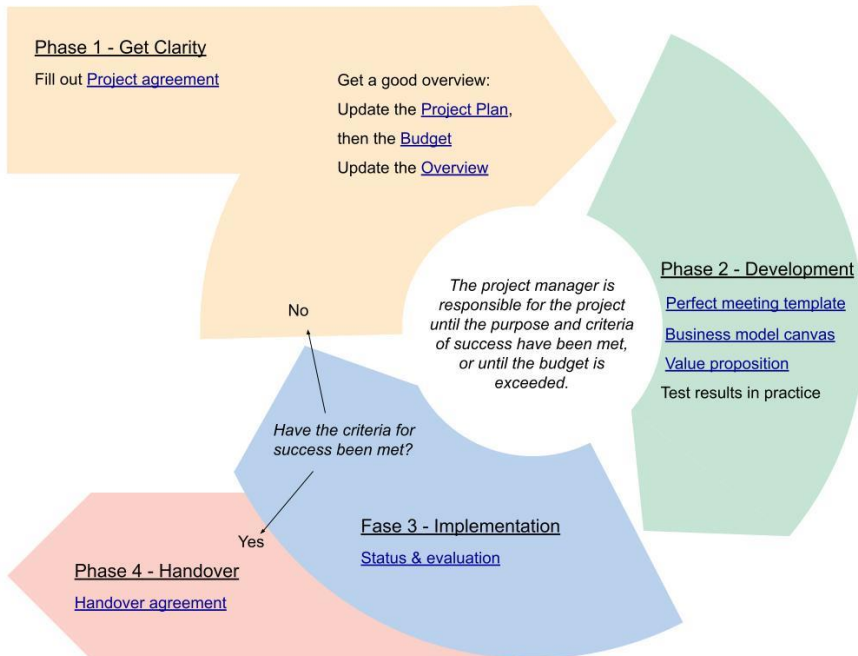 Phase 1 - Get Clarity
Fill out Project agreement
Get a good overview:
Update the Project Plan,
then the Budget
Update the Overview
Phase 2 - Development
Perfect meeting template
Business model canvas
Value proposition
Test results in practice
The project manager is
responsible for the project
until the purpose and criteria
of success have been met,
or until the budget is
exceeded.
Fase 3 - Implementation
Status & evaluation
Have the criteria for
success been met?
No
Yes
Phase 4 - Handover
Handover agreement